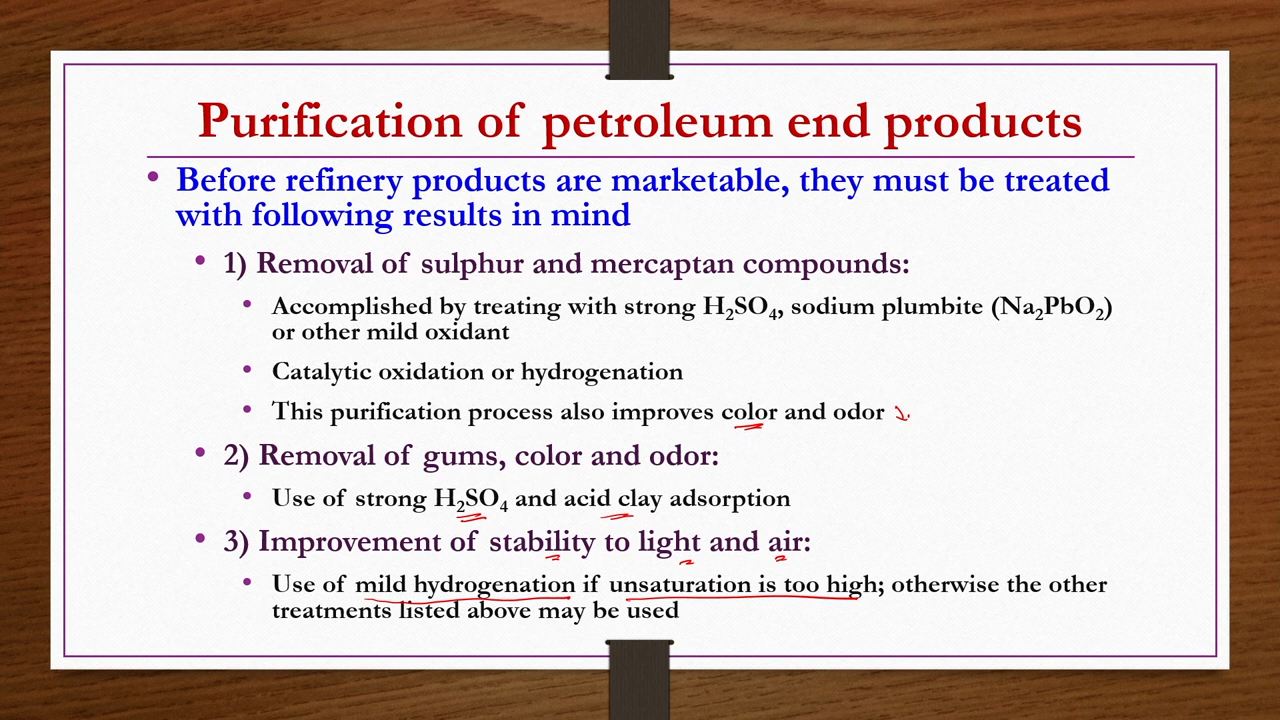 Purification of petroleum end products
• Before refinery products are marketable, they must be treated
with following results in mind
• 1) Removal of sulphur and mercaptan compounds:
• Accomplished by treating with strong H₂SO₄, sodium plumbite (Na₂PbO₂)
or other mild oxidant
• Catalytic oxidation or hydrogenation
• This purification process also improves color and odor
• 2) Removal of gums, color and odor:
• Use of strong H₂SO₄ and acid clay adsorption
• 3) Improvement of stability to light and air:
• Use of mild hydrogenation if unsaturation is too high; otherwise the other
treatments listed above may be used